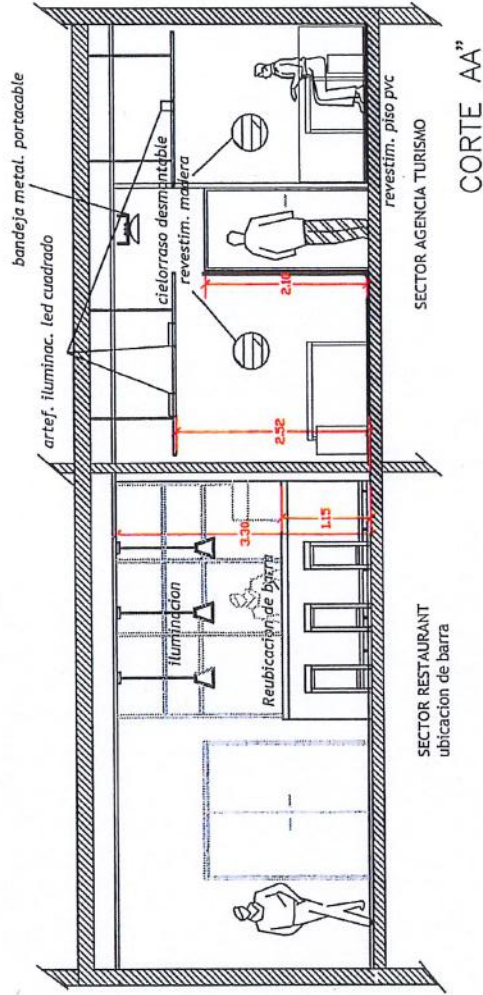 bandeja metal. portacable
artef. iluminac. led cuadrado
cielorraso desmontable
revestim. madera
iluminacion
Reubicacion de barra
3.30
1.15
2.52
2.10
revestim. piso pvc
SECTOR RESTAURANT
ubicacion de barra
SECTOR AGENCIA TURISMO
CORTE AA"